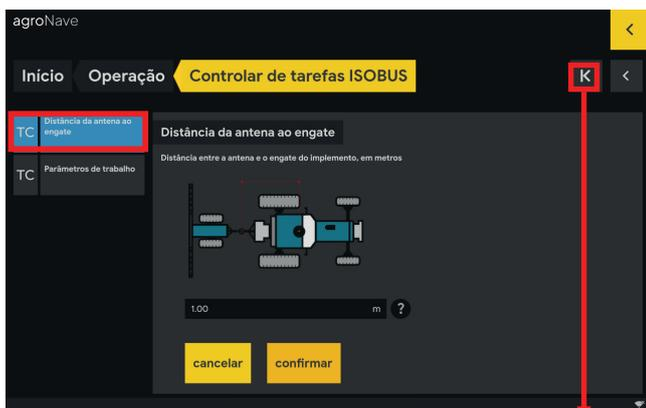 agroNave
<
Início Operação Controlar de tarefas ISOBUS K <
TC Distância da antena ao
engate
TC Parâmetros de trabalho
Distância da antena ao engate
Distância entre a antena e o engate do implemento, em metros
1.00 m ?
cancelar confirmar